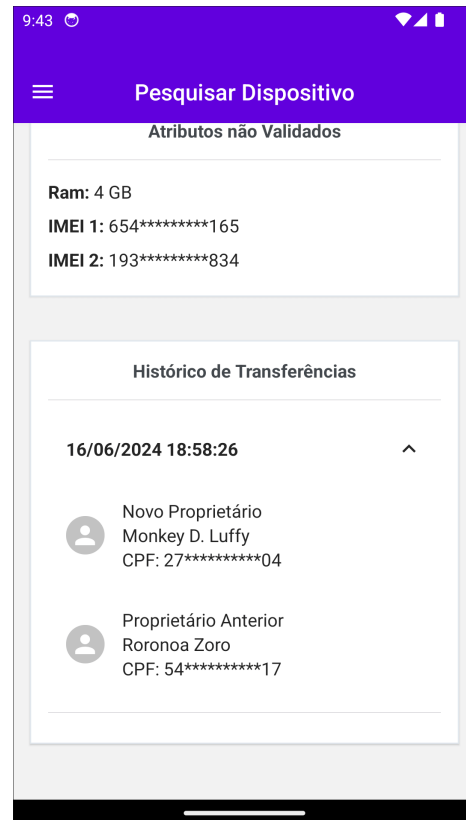 9:43
Pesquisar Dispositivo
Atributos não Validados
Ram: 4 GB
IMEI 1: 654*********165
IMEI 2: 193*********834
Histórico de Transferências
16/06/2024 18:58:26
Novo Proprietário
Monkey D. Luffy
CPF: 27**********04
Proprietário Anterior
Roronoa Zoro
CPF: 54**********17